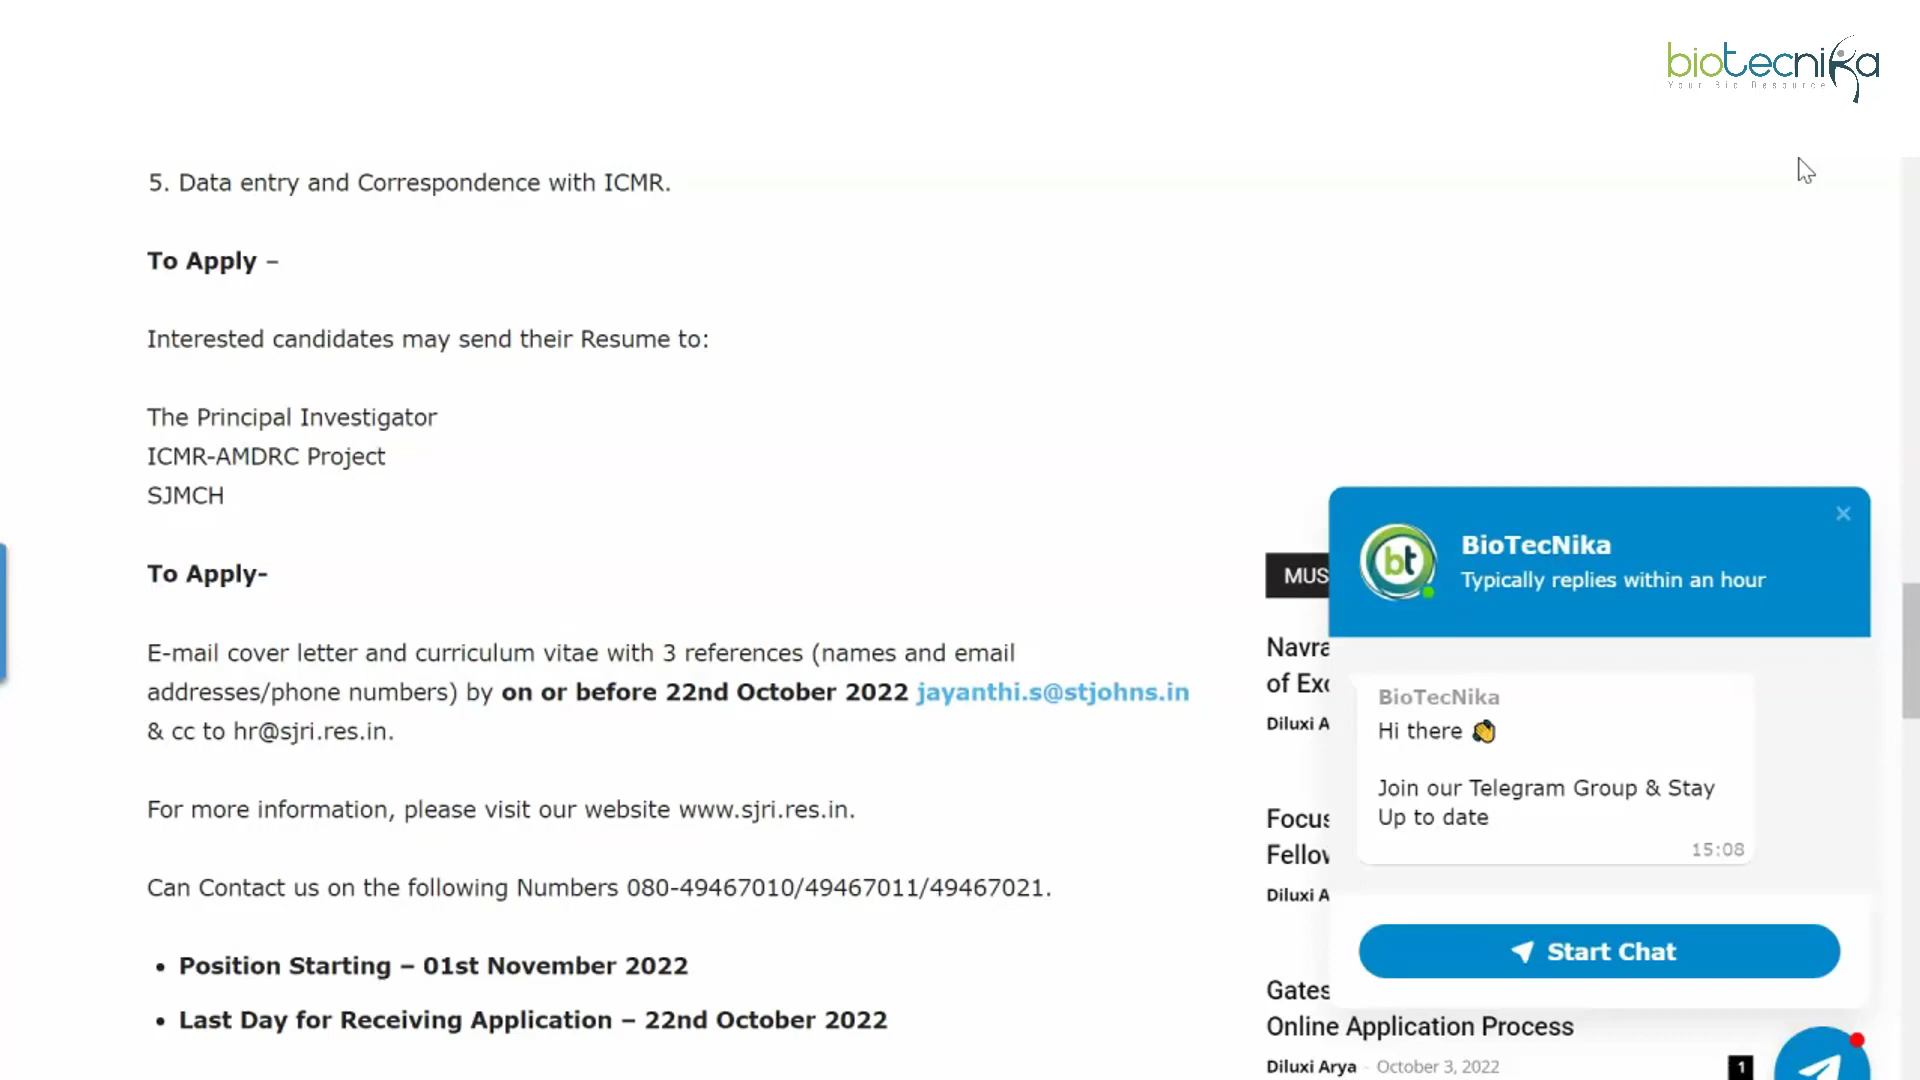 biotecnika
Your Bio Resource
5. Data entry and Correspondence with ICMR.
To Apply –
Interested candidates may send their Resume to:
The Principal Investigator
ICMR-AMDRC Project
SJMCH
To Apply-
E-mail cover letter and curriculum vitae with 3 references (names and email
addresses/phone numbers) by on or before 22nd October 2022 jayanthi.s@stjohns.in
& cc to hr@sjri.res.in.
For more information, please visit our website www.sjri.res.in.
Can Contact us on the following Numbers 080-49467010/49467011/49467021.
• Position Starting – 01st November 2022
• Last Day for Receiving Application – 22nd October 2022
MUS
Navra
of Exc
Diluxi A
Focus
Fellow
Diluxi A
Gates
Online Application Process
Diluxi Arya - October 3, 2022
1
bt
BioTecNika
Typically replies within an hour
BioTecNika
Hi there 👋
Join our Telegram Group & Stay
Up to date
15:08
Start Chat